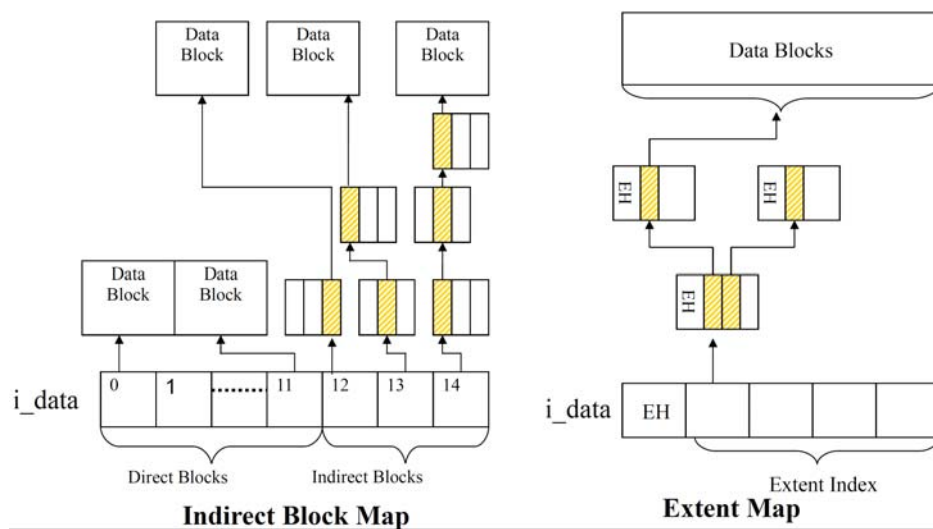 Data
Block
Data
Block
Data
Block
Data
Block
Data
Block
i_data
0
1
........
11
12
13
14
Direct Blocks
Indirect Blocks
Indirect Block Map
Data Blocks
EH
EH
EH
i_data
EH
Extent Index
Extent Map